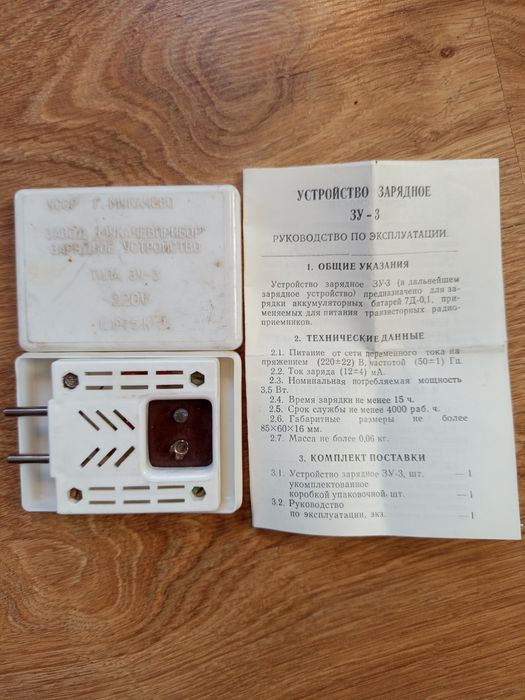 УССР Г. МУКАЧЕВО
ЗАВОД "МУКАЧЕВПРИБОР"
ЗАРЯДНОЕ УСТРОЙСТВО
ТИПА ЗУ-3
220V
УСТРОЙСТВО ЗАРЯДНОЕ
ЗУ-3
РУКОВОДСТВО ПО ЭКСПЛУАТАЦИИ.
1. ОБЩИЕ УКАЗАНИЯ
Устройство зарядное ЗУ-3 (в дальнейшем
зарядное устройство) предназначено для за-
рядки аккумуляторных батарей 7Д-0,1, при-
меняемых для питания транзисторных радио-
приемников.
2. ТЕХНИЧЕСКИЕ ДАННЫЕ
2.1. Питание от сети переменного тока на-
пряжением (220±22) В, частотой (50±1) Гц.
2.2. Ток заряда (12±4) мА.
2.3. Номинальная потребляемая мощность
3,5 Вт.
2.4. Время зарядки не менее 15 ч.
2.5. Срок службы не менее 4000 раб. ч.
2.6. Габаритные размеры не более
85×60×16 мм.
2.7. Масса не более 0,06 кг.
3. КОМПЛЕКТ ПОСТАВКИ
3.1. Устройство зарядное ЗУ-3, шт. —1
укомплектованное
коробкой упаковочной, шт. —1
3.2. Руководство
по эксплуатации, экз. —1